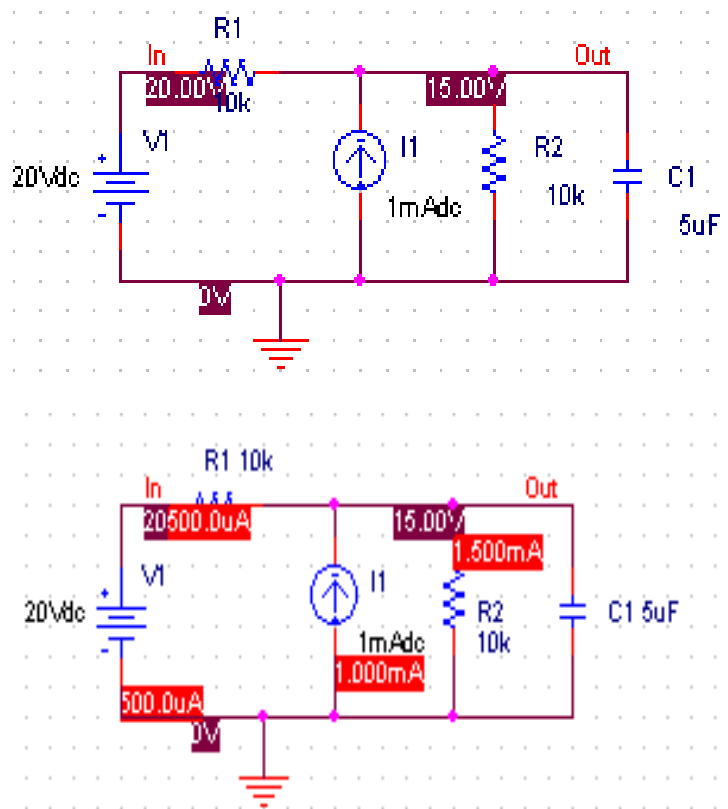 R1
In
Out
20.00V
15.00V
10k
V1
I1
R2
20Vdc
C1
10k
1mAdc
5uF
0V
R1 10k
In
Out
20
500.0uA
15.00V
1.500mA
V1
I1
20Vdc
R2
C1 5uF
1mAdc
10k
1.000mA
500.0uA
0V